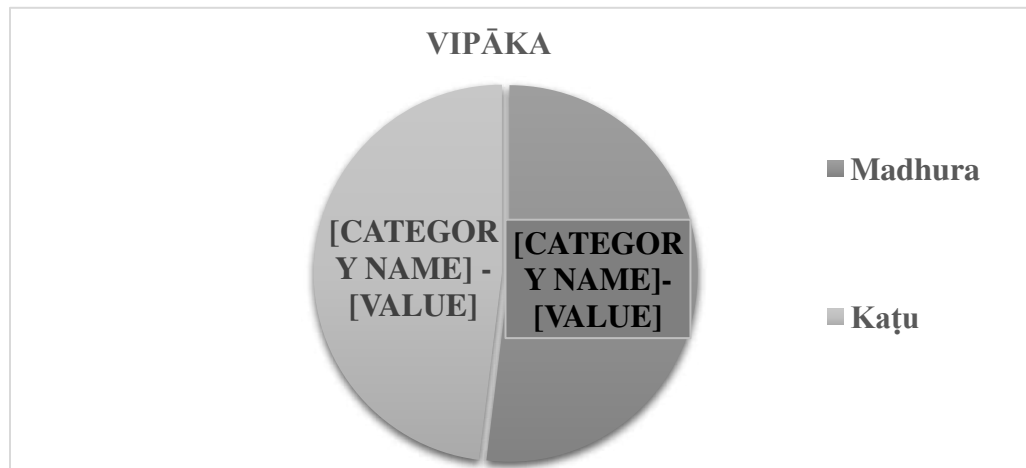 VIPĀKA
[CATEGOR
Y NAME] -
[VALUE]
[CATEGOR
Y NAME]-
[VALUE]
Madhura
Kaṭu